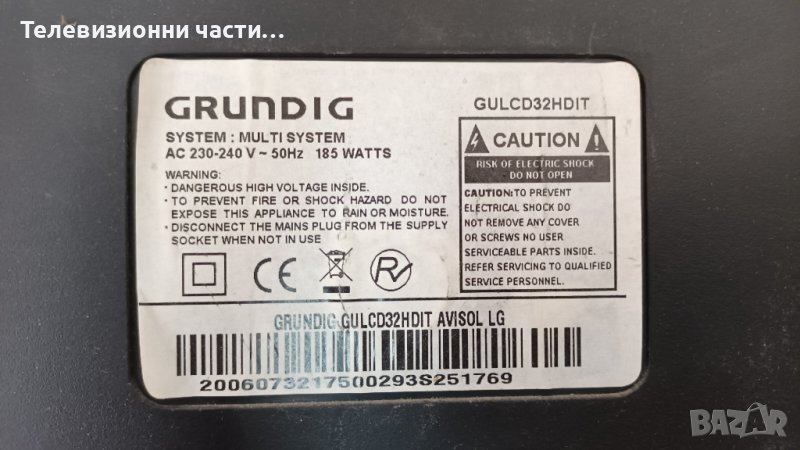 Телевизионни части…
GRUNDIG
SYSTEM : MULTI SYSTEM
AC 230-240 V ~ 50Hz 185 WATTS
WARNING:
· DANGEROUS HIGH VOLTAGE INSIDE.
· TO PREVENT FIRE OR SHOCK HAZARD DO NOT
EXPOSE THIS APPLIANCE TO RAIN OR MOISTURE.
· DISCONNECT THE MAINS PLUG FROM THE SUPPLY
SOCKET WHEN NOT IN USE
GULCD32HDIT
CAUTION
RISK OF ELECTRIC SHOCK
DO NOT OPEN
CAUTION:TO PREVENT
ELECTRICAL SHOCK DO
NOT REMOVE ANY COVER
OR SCREWS NO USER
SERVICEABLE PARTS INSIDE.
REFER SERVICING TO QUALIFIED
SERVICE PERSONNEL.
CE
GRUNDIG GULCD32HDIT AVISOL LG
2006073217500293S251769
BAZAR